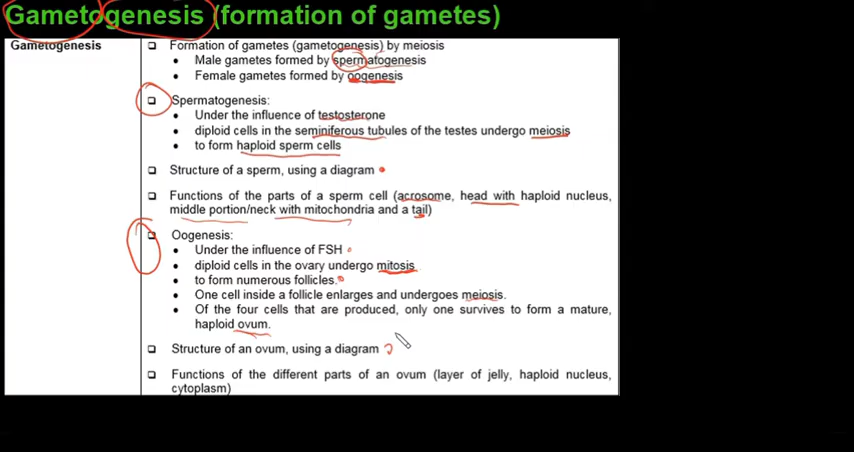 Gametogenesis (formation of gametes)
Gametogenesis
Formation of gametes (gametogenesis) by meiosis
• Male gametes formed by spermatogenesis
• Female gametes formed by oogenesis
Spermatogenesis:
• Under the influence of testosterone
• diploid cells in the seminiferous tubules of the testes undergo meiosis
• to form haploid sperm cells
Structure of a sperm, using a diagram
Functions of the parts of a sperm cell (acrosome, head with haploid nucleus,
middle portion/neck with mitochondria and a tail)
Oogenesis:
• Under the influence of FSH
• diploid cells in the ovary undergo mitosis
• to form numerous follicles.
• One cell inside a follicle enlarges and undergoes meiosis.
• Of the four cells that are produced, only one survives to form a mature,
haploid ovum.
Structure of an ovum, using a diagram
Functions of the different parts of an ovum (layer of jelly, haploid nucleus,
cytoplasm)